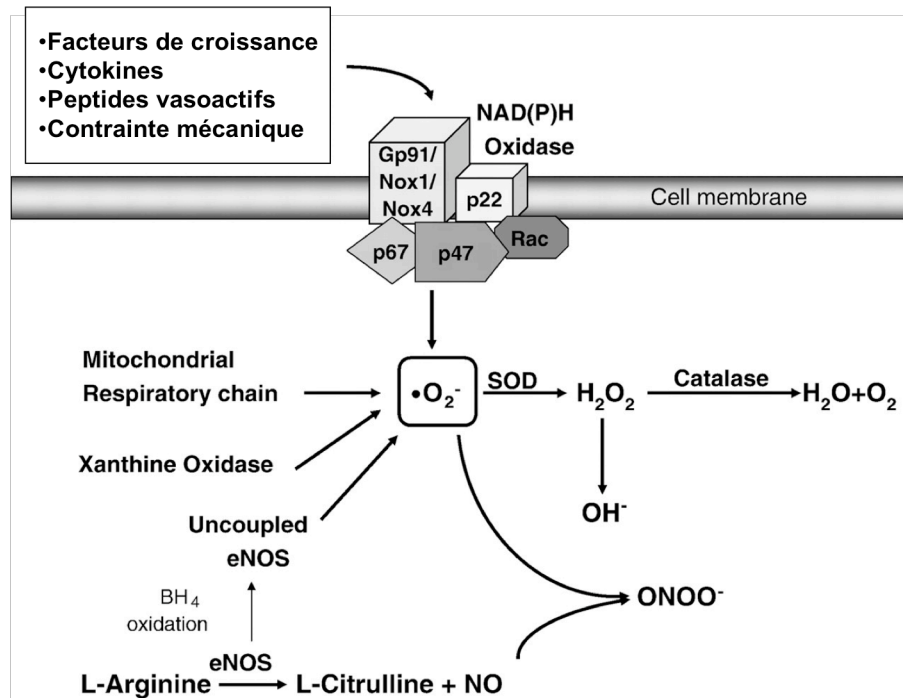 •Facteurs de croissance
•Cytokines
•Peptides vasoactifs
•Contrainte mécanique
NAD(P)H
Oxidase
Gp91/
Nox1/
Nox4
p22
Cell membrane
p67
p47
Rac
Mitochondrial
Respiratory chain
•O₂⁻
SOD
H₂O₂
Catalase
H₂O+O₂
Xanthine Oxidase
OH⁻
Uncoupled
eNOS
BH₄
oxidation
ONOO⁻
eNOS
L-Arginine
L-Citrulline + NO